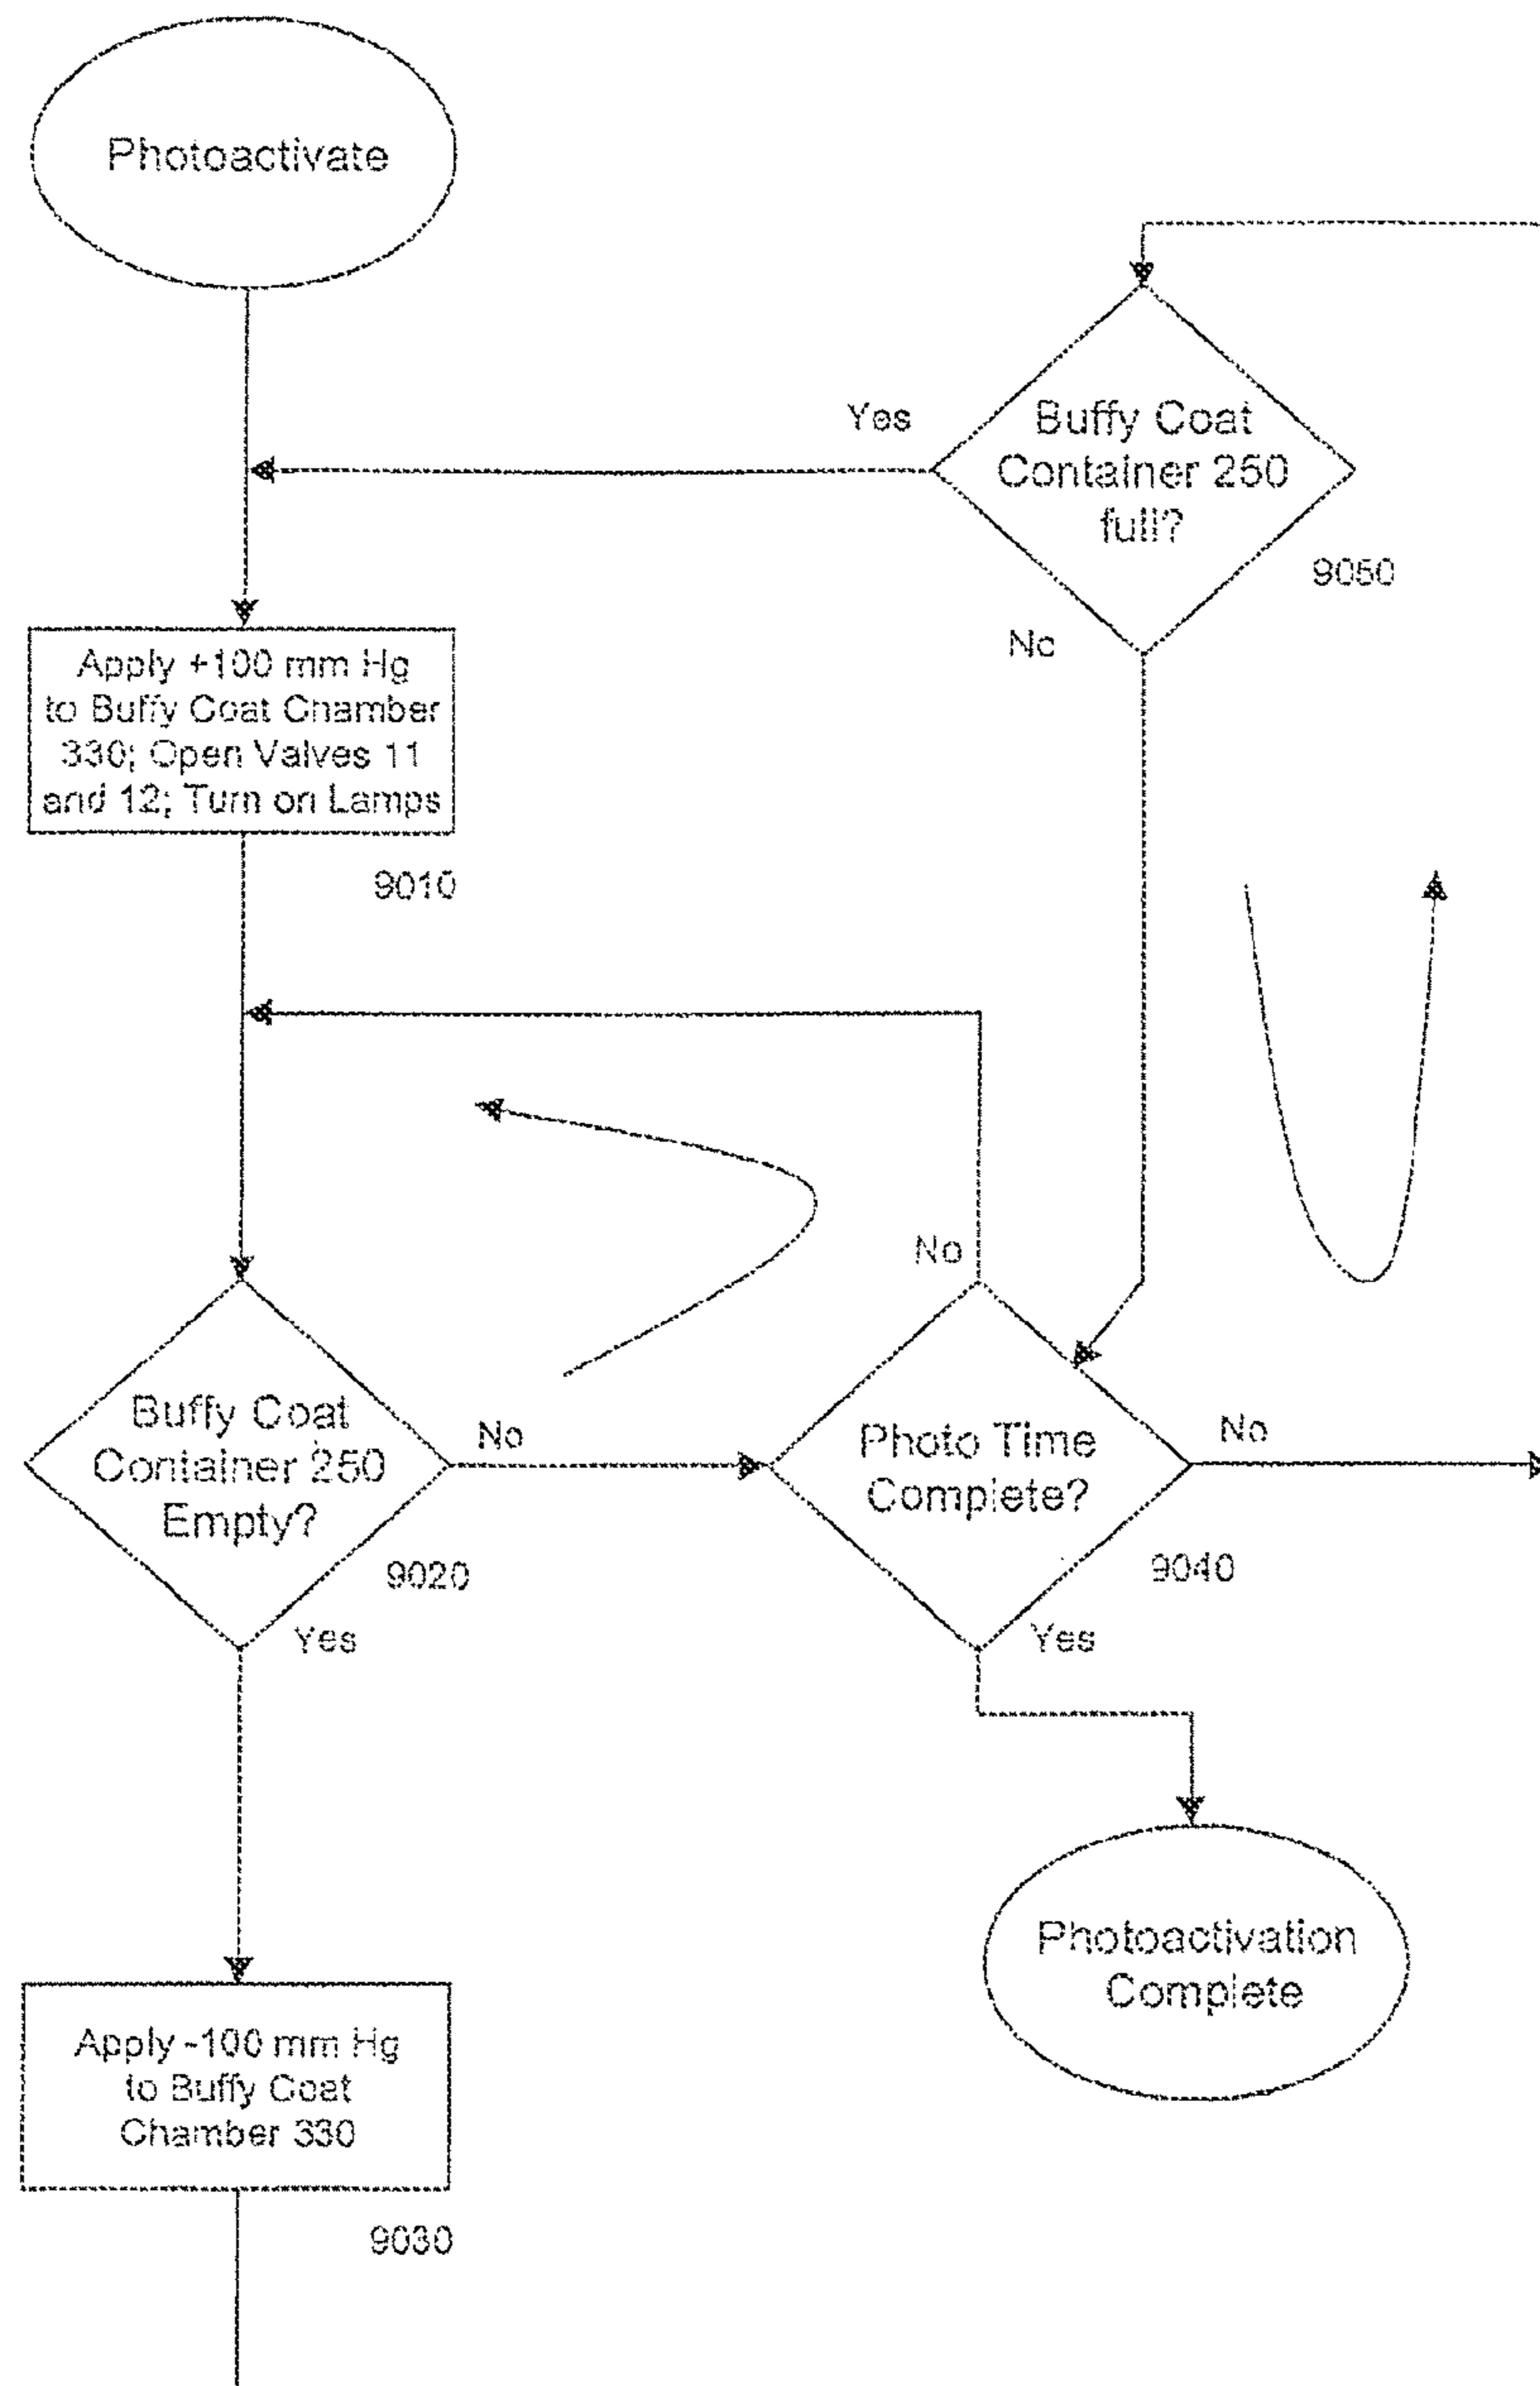 Photoactivate
Yes
Buffy Coat
Container 250
full?
9050
No
Apply +100 mm Hg
to Buffy Coat Chamber
330; Open Valves 11
and 12; Turn on Lamps
9010
No
Buffy Coat
Container 250
Empty?
No
9020
Yes
Photo Time
Complete?
No
9040
Yes
Photoactivation
Complete
Apply -100 mm Hg
to Buffy Coat
Chamber 330
9030